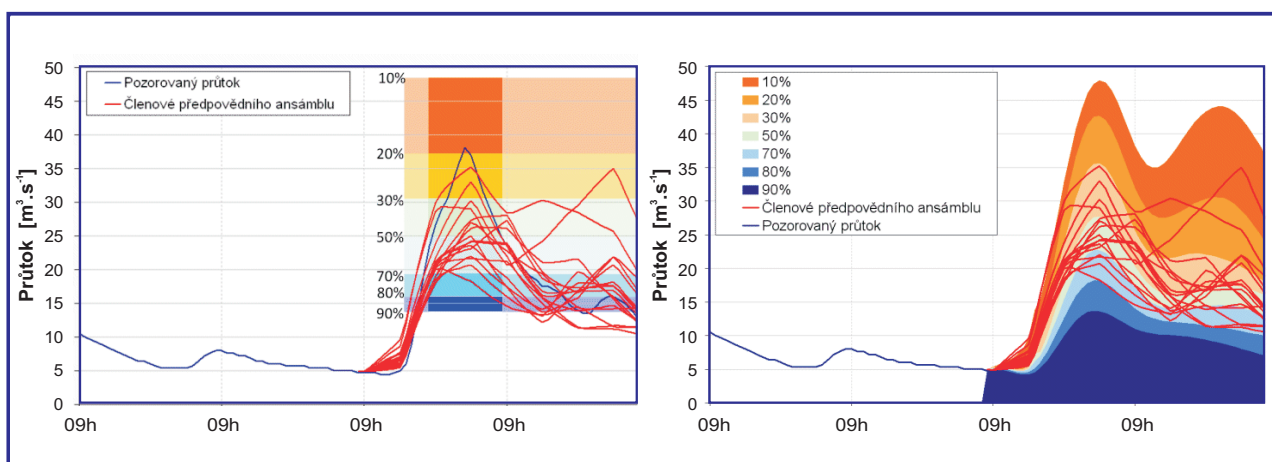 Průtok [m³.s⁻¹]
50
45
40
35
30
25
20
15
10
5
0
Pozorovaný průtok
Členové předpovědního ansámblu
10%
20%
30%
50%
70%
80%
90%
09h
09h
09h
09h
Průtok [m³.s⁻¹]
50
45
40
35
30
25
20
15
10
5
0
10%
20%
30%
50%
70%
80%
90%
Členové předpovědního ansámblu
Pozorovaný průtok
09h
09h
09h
09h